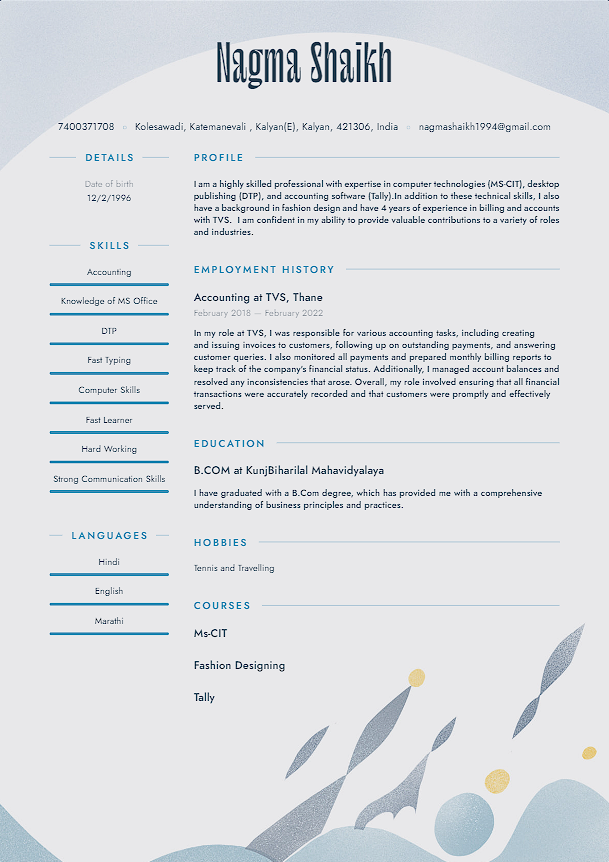 Nagma Shaikh
7400371708 Kolesawadi, Katemanevali , Kalyan(E), Kalyan, 421306, India nagmashaikh1994@gmail.com
DETAILS
Date of birth
12/2/1996
SKILLS
Accounting
Knowledge of MS Office
DTP
Fast Typing
Computer Skills
Fast Learner
Hard Working
Strong Communication Skills
LANGUAGES
Hindi
English
Marathi
PROFILE
I am a highly skilled professional with expertise in computer technologies (MS-CIT), desktop
publishing (DTP), and accounting software (Tally).In addition to these technical skills, I also
have a background in fashion design and have 4 years of experience in billing and accounts
with TVS. I am confident in my ability to provide valuable contributions to a variety of roles
and industries.
EMPLOYMENT HISTORY
Accounting at TVS, Thane
February 2018 — February 2022
In my role at TVS, I was responsible for various accounting tasks, including creating
and issuing invoices to customers, following up on outstanding payments, and answering
customer queries. I also monitored all payments and prepared monthly billing reports to
keep track of the company's financial status. Additionally, I managed account balances and
resolved any inconsistencies that arose. Overall, my role involved ensuring that all financial
transactions were accurately recorded and that customers were promptly and effectively
served.
EDUCATION
B.COM at KunjBiharilal Mahavidyalaya
I have graduated with a B.Com degree, which has provided me with a comprehensive
understanding of business principles and practices.
HOBBIES
Tennis and Travelling
COURSES
Ms-CIT
Fashion Designing
Tally